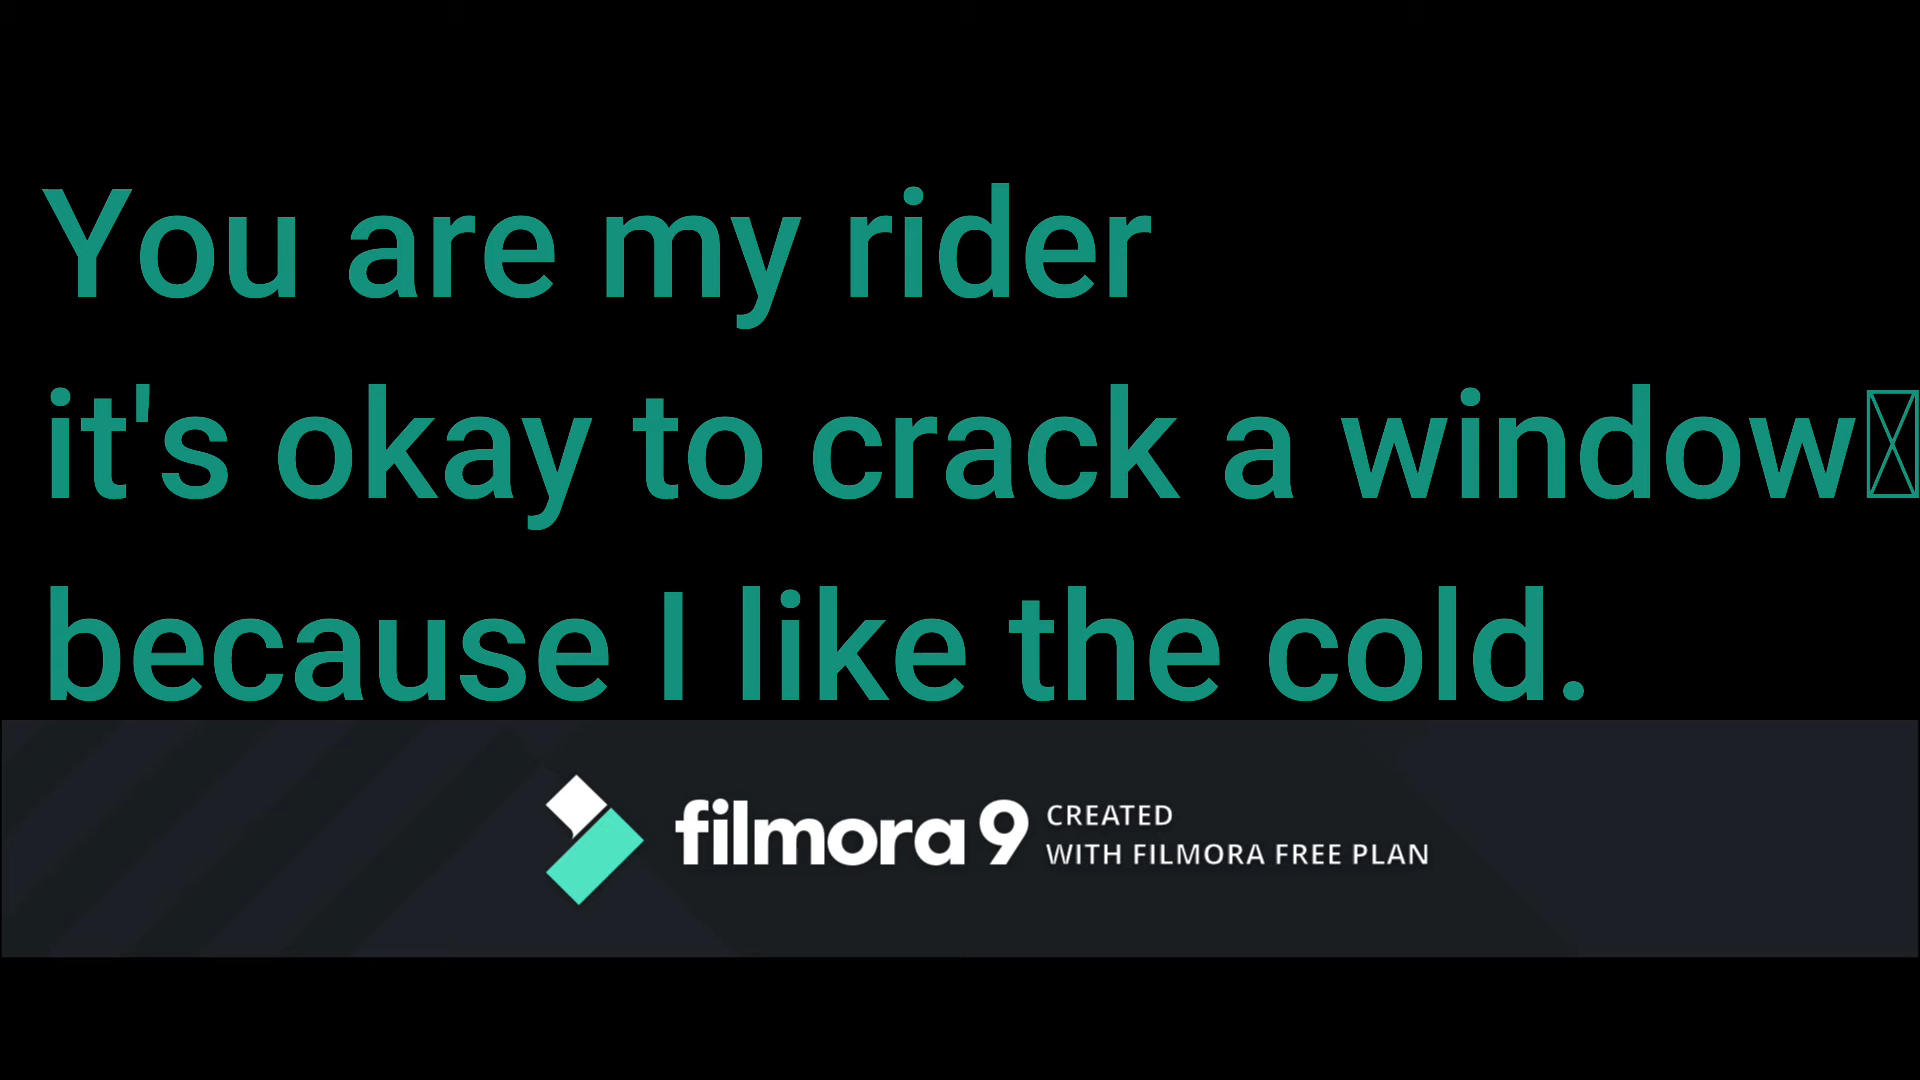 You are my rider
it's okay to crack a window
because I like the cold.
filmora 9
CREATED
WITH FILMORA FREE PLAN